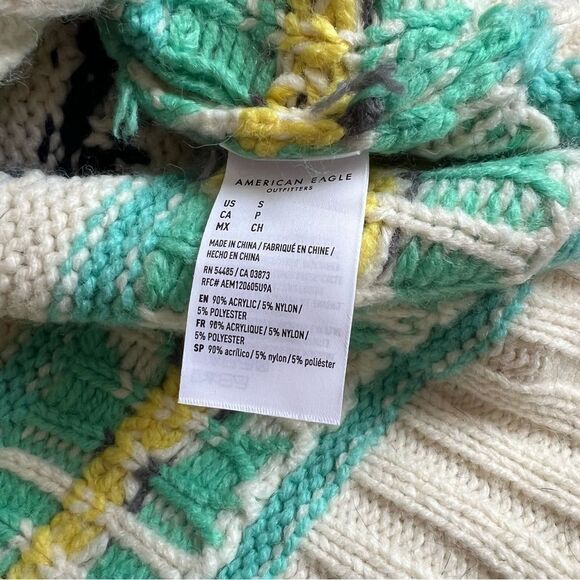 AMERICAN EAGLE
OUTFITTERS
US S
CA P
MX CH
MADE IN CHINA / FABRIQUÉ EN CHINE /
HECHO EN CHINA
RN 54485 / CA 03873
RFC# AEM120605U9A
EN 90% ACRYLIC / 5% NYLON /
5% POLYESTER
FR 90% ACRYLIQUE / 5% NYLON /
5% POLYESTER
SP 90% acrílico / 5% nylon / 5% poliéster